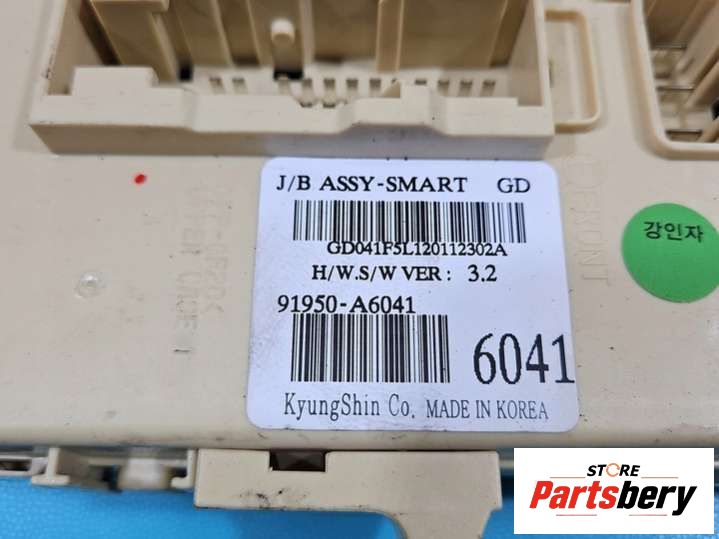 J/B ASSY-SMART GD
GD041F5L120112302A
H/W.S/W VER : 3.2
91950-A6041
6041
KyungShin Co. MADE IN KOREA
강인자
FRONT
STORE
Partsbery